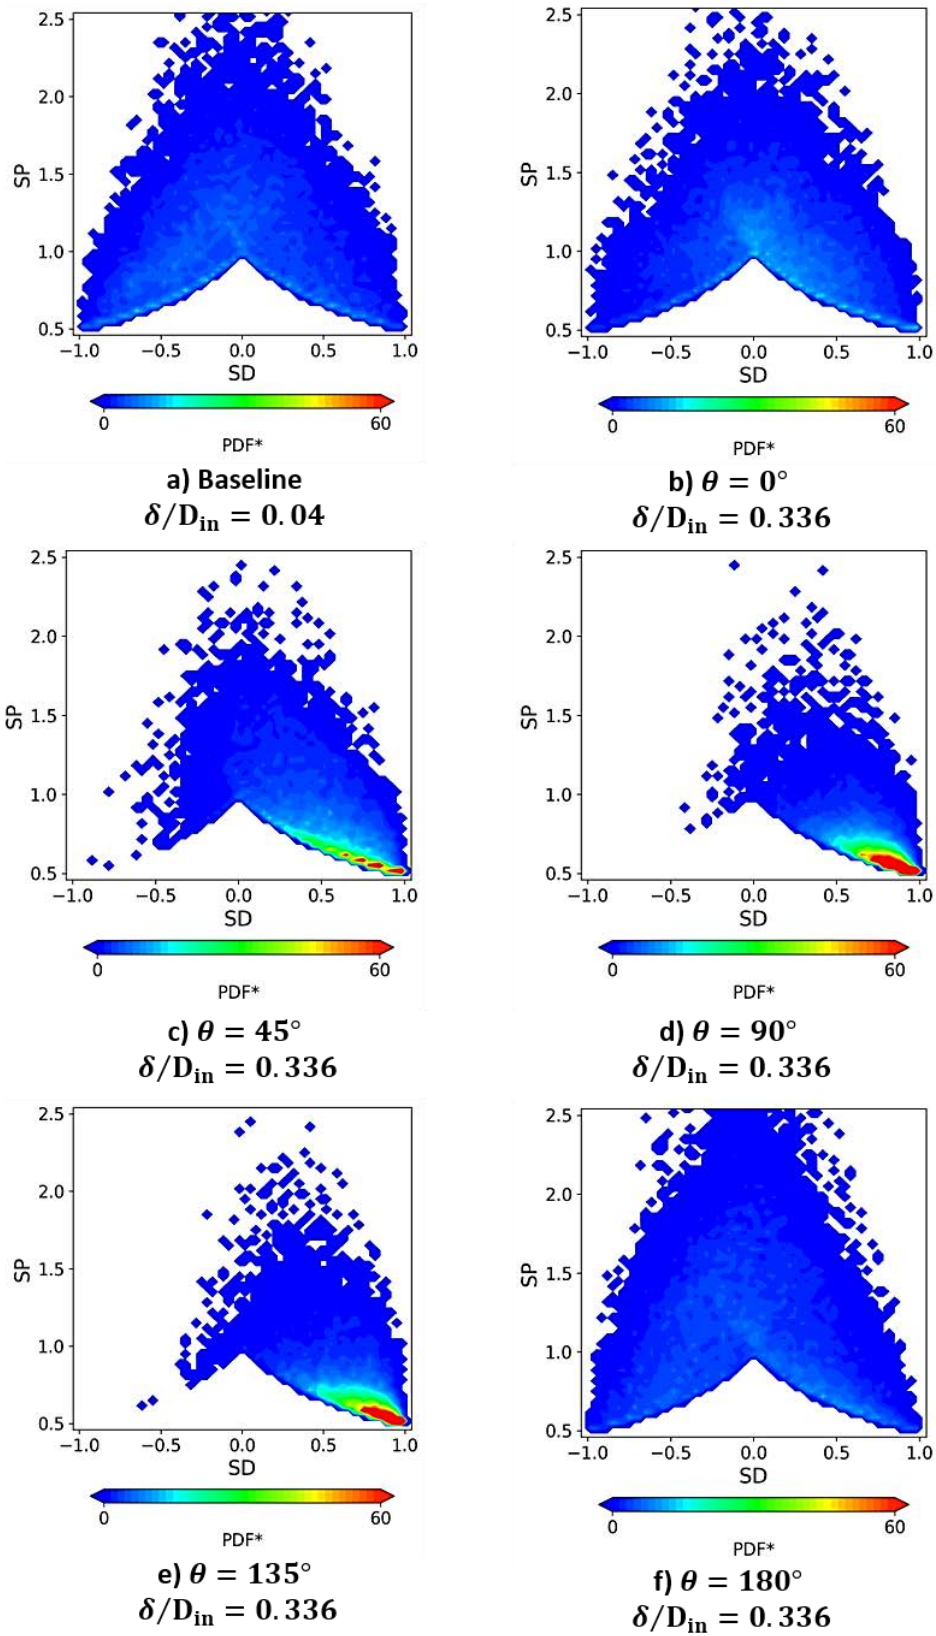 2.5
2.0
1.5
1.0
0.5
SP
−1.0 −0.5 0.0 0.5 1.0
SD
0 60
PDF*
a) Baseline
δ/D_in = 0.04
2.5
2.0
1.5
1.0
0.5
SP
−1.0 −0.5 0.0 0.5 1.0
SD
0 60
PDF*
b) θ = 0°
δ/D_in = 0.336
2.5
2.0
1.5
1.0
0.5
SP
−1.0 −0.5 0.0 0.5 1.0
SD
0 60
PDF*
c) θ = 45°
δ/D_in = 0.336
2.5
2.0
1.5
1.0
0.5
SP
−1.0 −0.5 0.0 0.5 1.0
SD
0 60
PDF*
d) θ = 90°
δ/D_in = 0.336
2.5
2.0
1.5
1.0
0.5
SP
−1.0 −0.5 0.0 0.5 1.0
SD
0 60
PDF*
e) θ = 135°
δ/D_in = 0.336
2.5
2.0
1.5
1.0
0.5
SP
−1.0 −0.5 0.0 0.5 1.0
SD
0 60
PDF*
f) θ = 180°
δ/D_in = 0.336